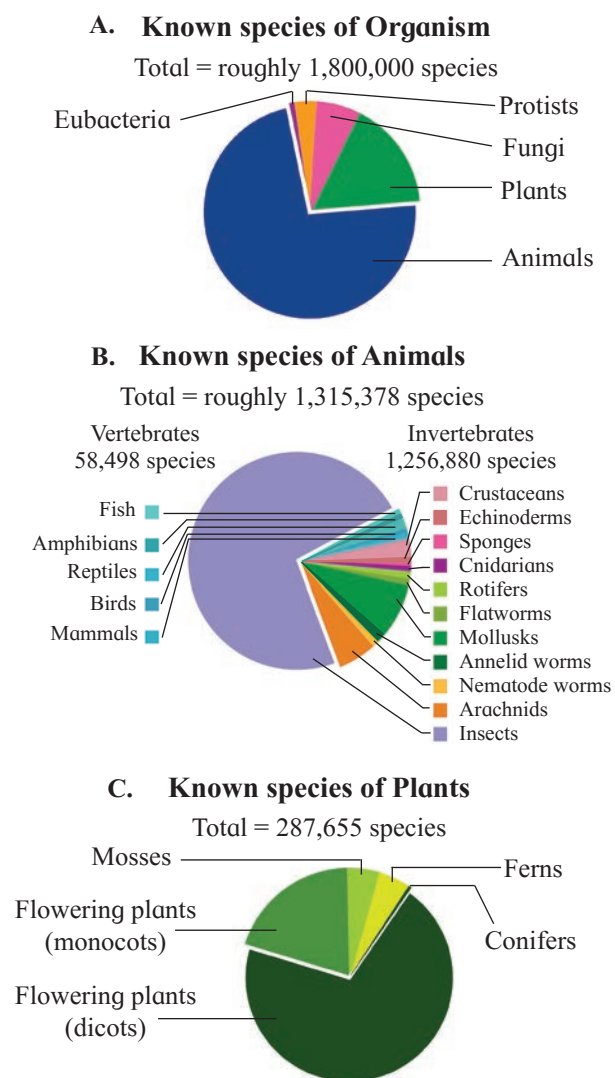 A. Known species of Organism
Total = roughly 1,800,000 species
Eubacteria
Protists
Fungi
Plants
Animals
B. Known species of Animals
Total = roughly 1,315,378 species
Vertebrates
58,498 species
Invertebrates
1,256,880 species
Fish
Amphibians
Reptiles
Birds
Mammals
Crustaceans
Echinoderms
Sponges
Cnidarians
Rotifers
Flatworms
Mollusks
Annelid worms
Nematode worms
Arachnids
Insects
C. Known species of Plants
Total = 287,655 species
Mosses
Ferns
Flowering plants
(monocots)
Conifers
Flowering plants
(dicots)